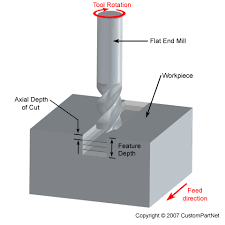 Tool Rotation
Flat End Mill
Workpiece
Axial Depth
of Cut
Feature
Depth
Feed
direction
Copyright © 2007 CustomPartNet